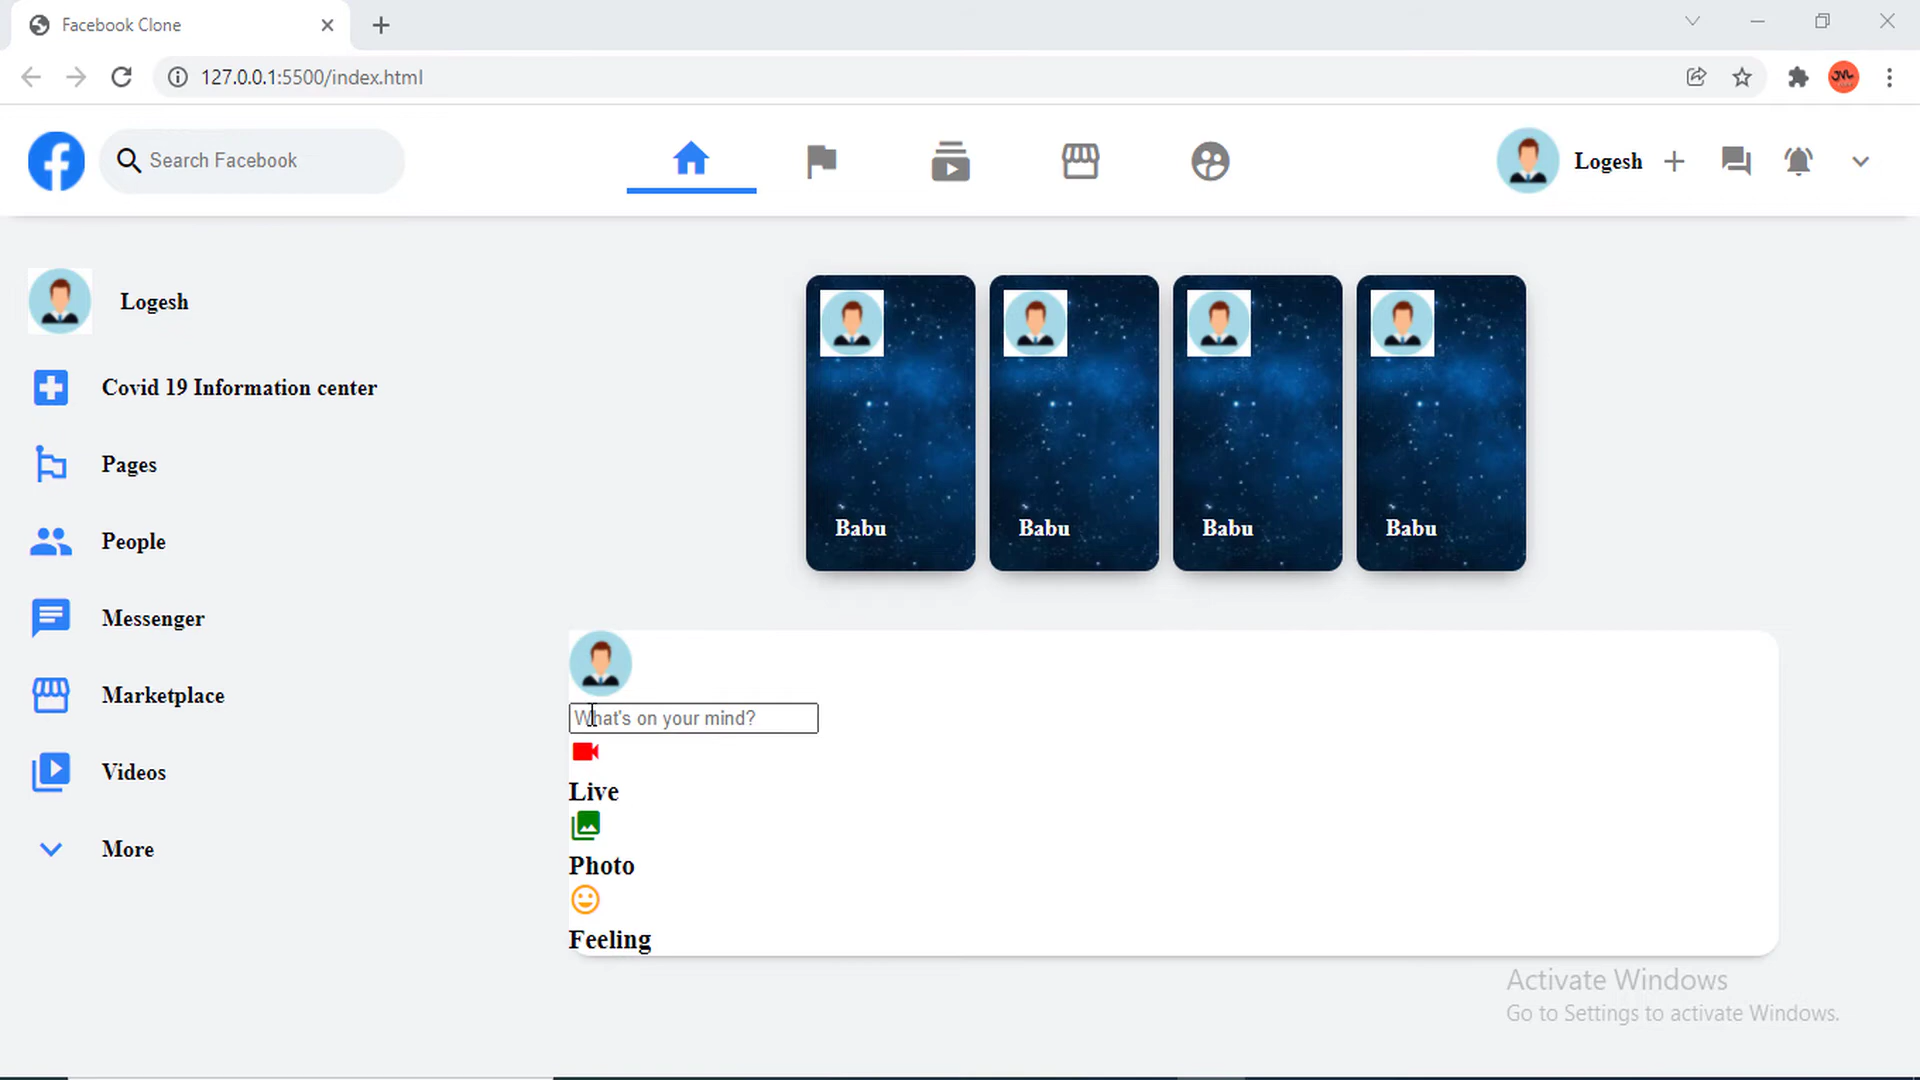 Facebook Clone
127.0.0.1:5500/index.html
JVL
Search Facebook
Logesh
Logesh
Covid 19 Information center
Pages
People
Messenger
Marketplace
Videos
More
Babu
Babu
Babu
Babu
What's on your mind?
Live
Photo
Feeling
Activate Windows
Go to Settings to activate Windows.